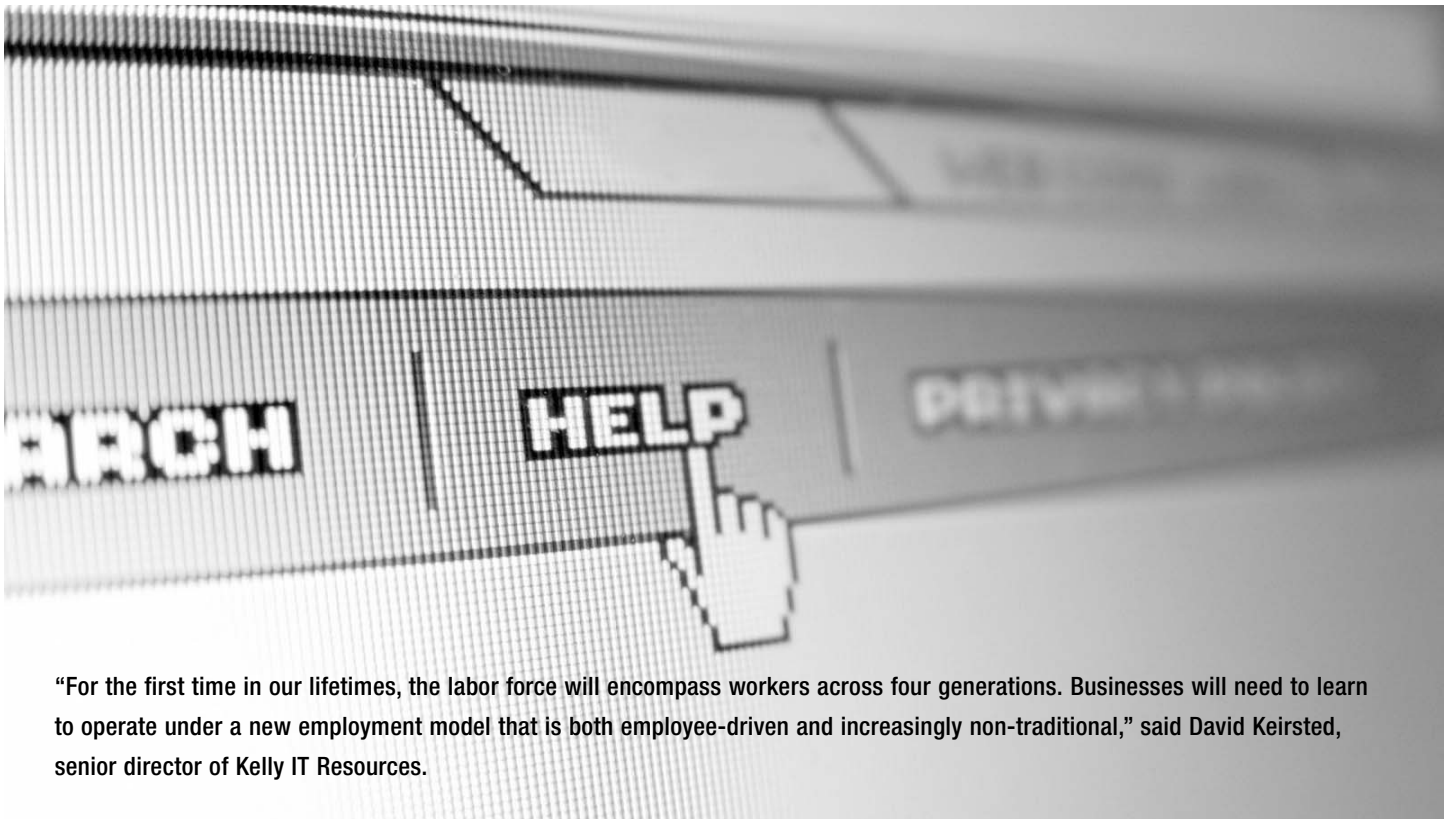 ARCH
HELP
“For the first time in our lifetimes, the labor force will encompass workers across four generations. Businesses will need to learn
to operate under a new employment model that is both employee-driven and increasingly non-traditional,” said David Keirsted,
senior director of Kelly IT Resources.